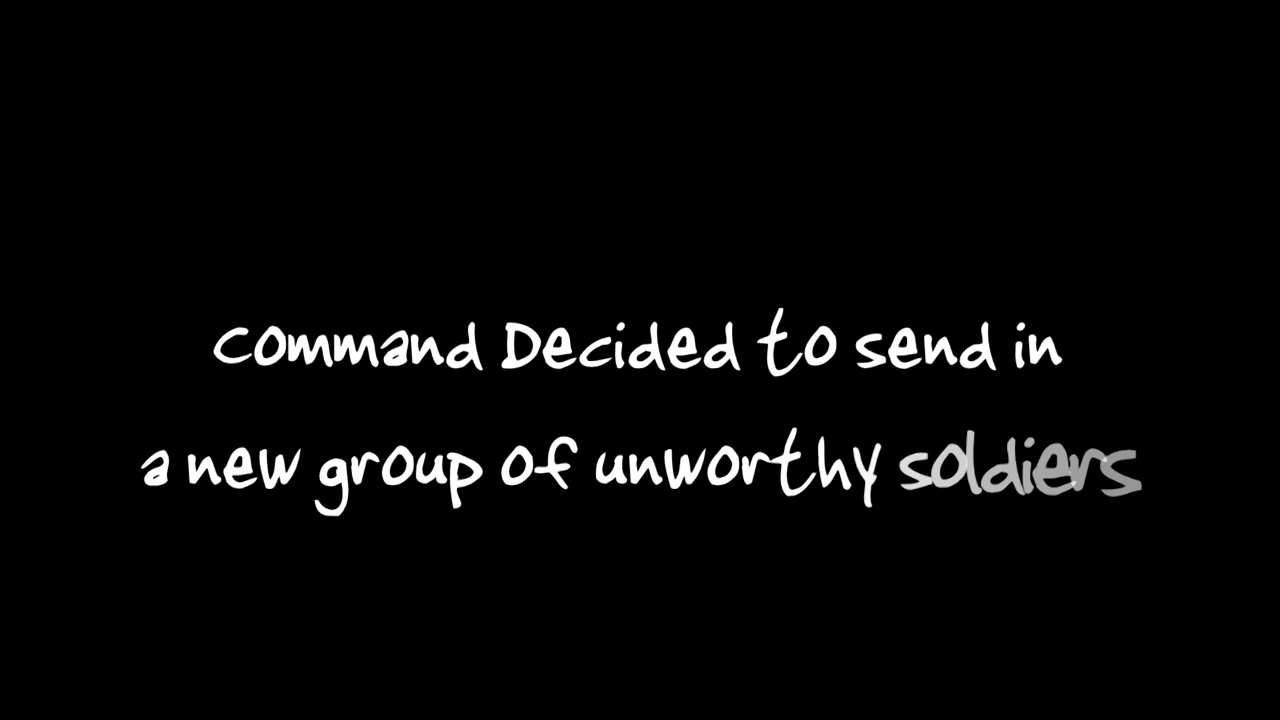 Command Decided to send in
a new group of unworthy soldiers